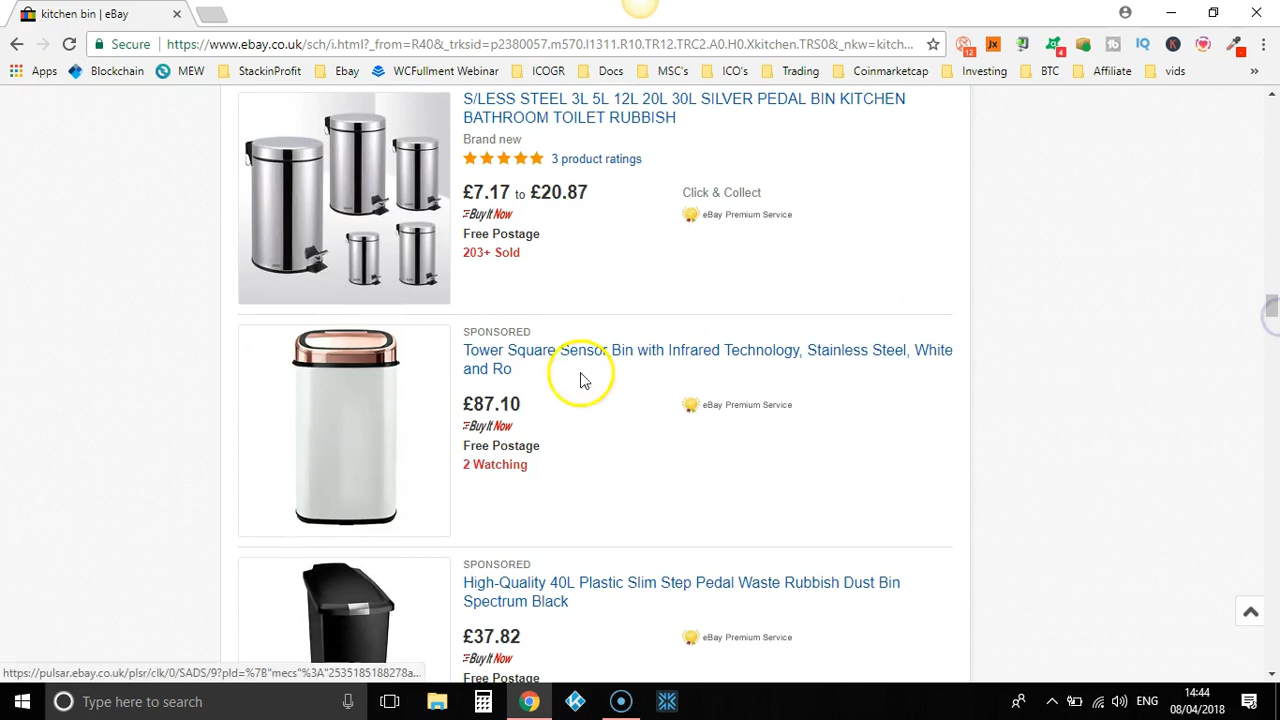 kitchen bin | eBay
Secure
https://www.ebay.co.uk/sch/i.html?_from=R40&_trksid=p2380057.m570.l1311.R10.TR12.TRC2.A0.H0.Xkitchen.TRS0&_nkw=kitch...
Apps Blockchain MEW StackinProfit Ebay WCFullment Webinar ICOGR Docs MSC's ICO's Trading Coinmarketcap Investing BTC Affiliate vids »
S/LESS STEEL 3L 5L 12L 20L 30L SILVER PEDAL BIN KITCHEN
BATHROOM TOILET RUBBISH
Brand new
3 product ratings
£7.17 to £20.87 Click & Collect
Buy It Now eBay Premium Service
Free Postage
203+ Sold
SPONSORED
Tower Square Sensor Bin with Infrared Technology, Stainless Steel, White
and Ro
£87.10 eBay Premium Service
Buy It Now
Free Postage
2 Watching
SPONSORED
High-Quality 40L Plastic Slim Step Pedal Waste Rubbish Dust Bin
Spectrum Black
£37.82 eBay Premium Service
Buy It Now
Free Postage
https://pulsar.ebay.co.uk/plsr/clk/0/SADS/9?pld=%7B"mecs"%3A"2535185188278a...
Type here to search
ENG
14:44
08/04/2018